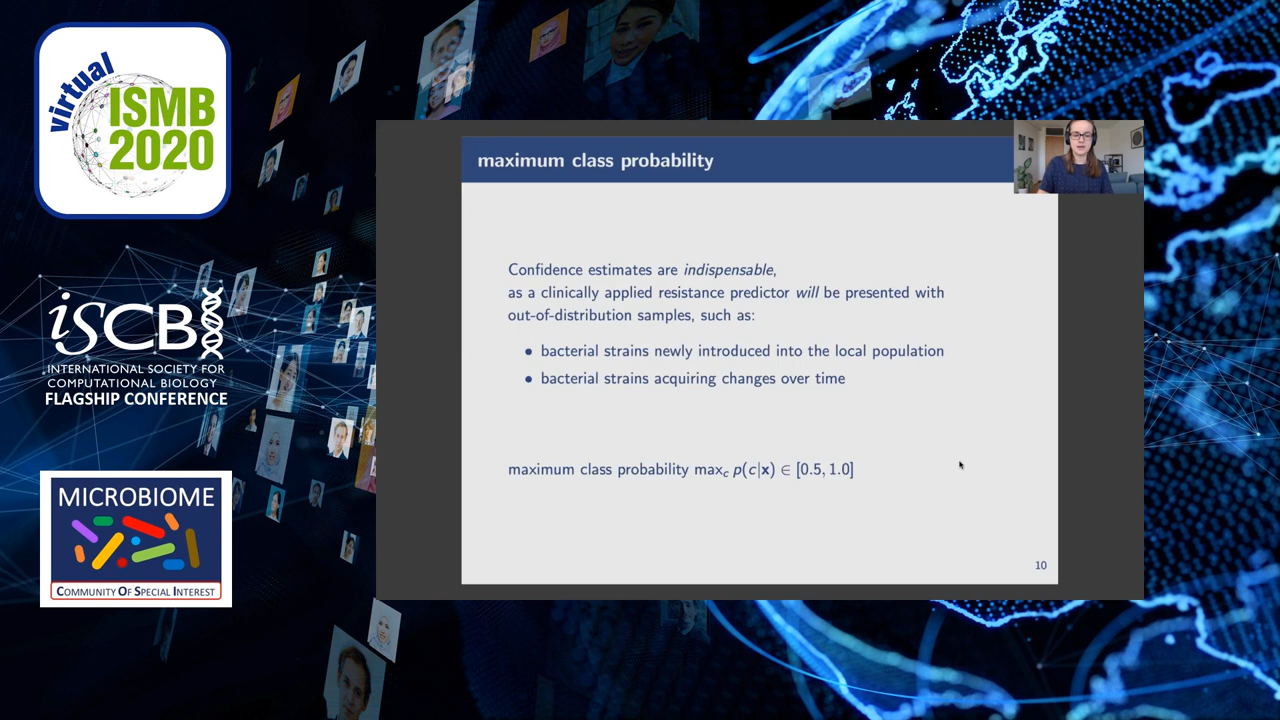 virtual
ISMB
2020
iSCB
INTERNATIONAL SOCIETY FOR
COMPUTATIONAL BIOLOGY
FLAGSHIP CONFERENCE
MICROBIOME
COMMUNITY OF SPECIAL INTEREST
maximum class probability
Confidence estimates are indispensable,
as a clinically applied resistance predictor will be presented with
out-of-distribution samples, such as:
• bacterial strains newly introduced into the local population
• bacterial strains acquiring changes over time
maximum class probability max_c p(c|x) ∈ [0.5, 1.0]
10